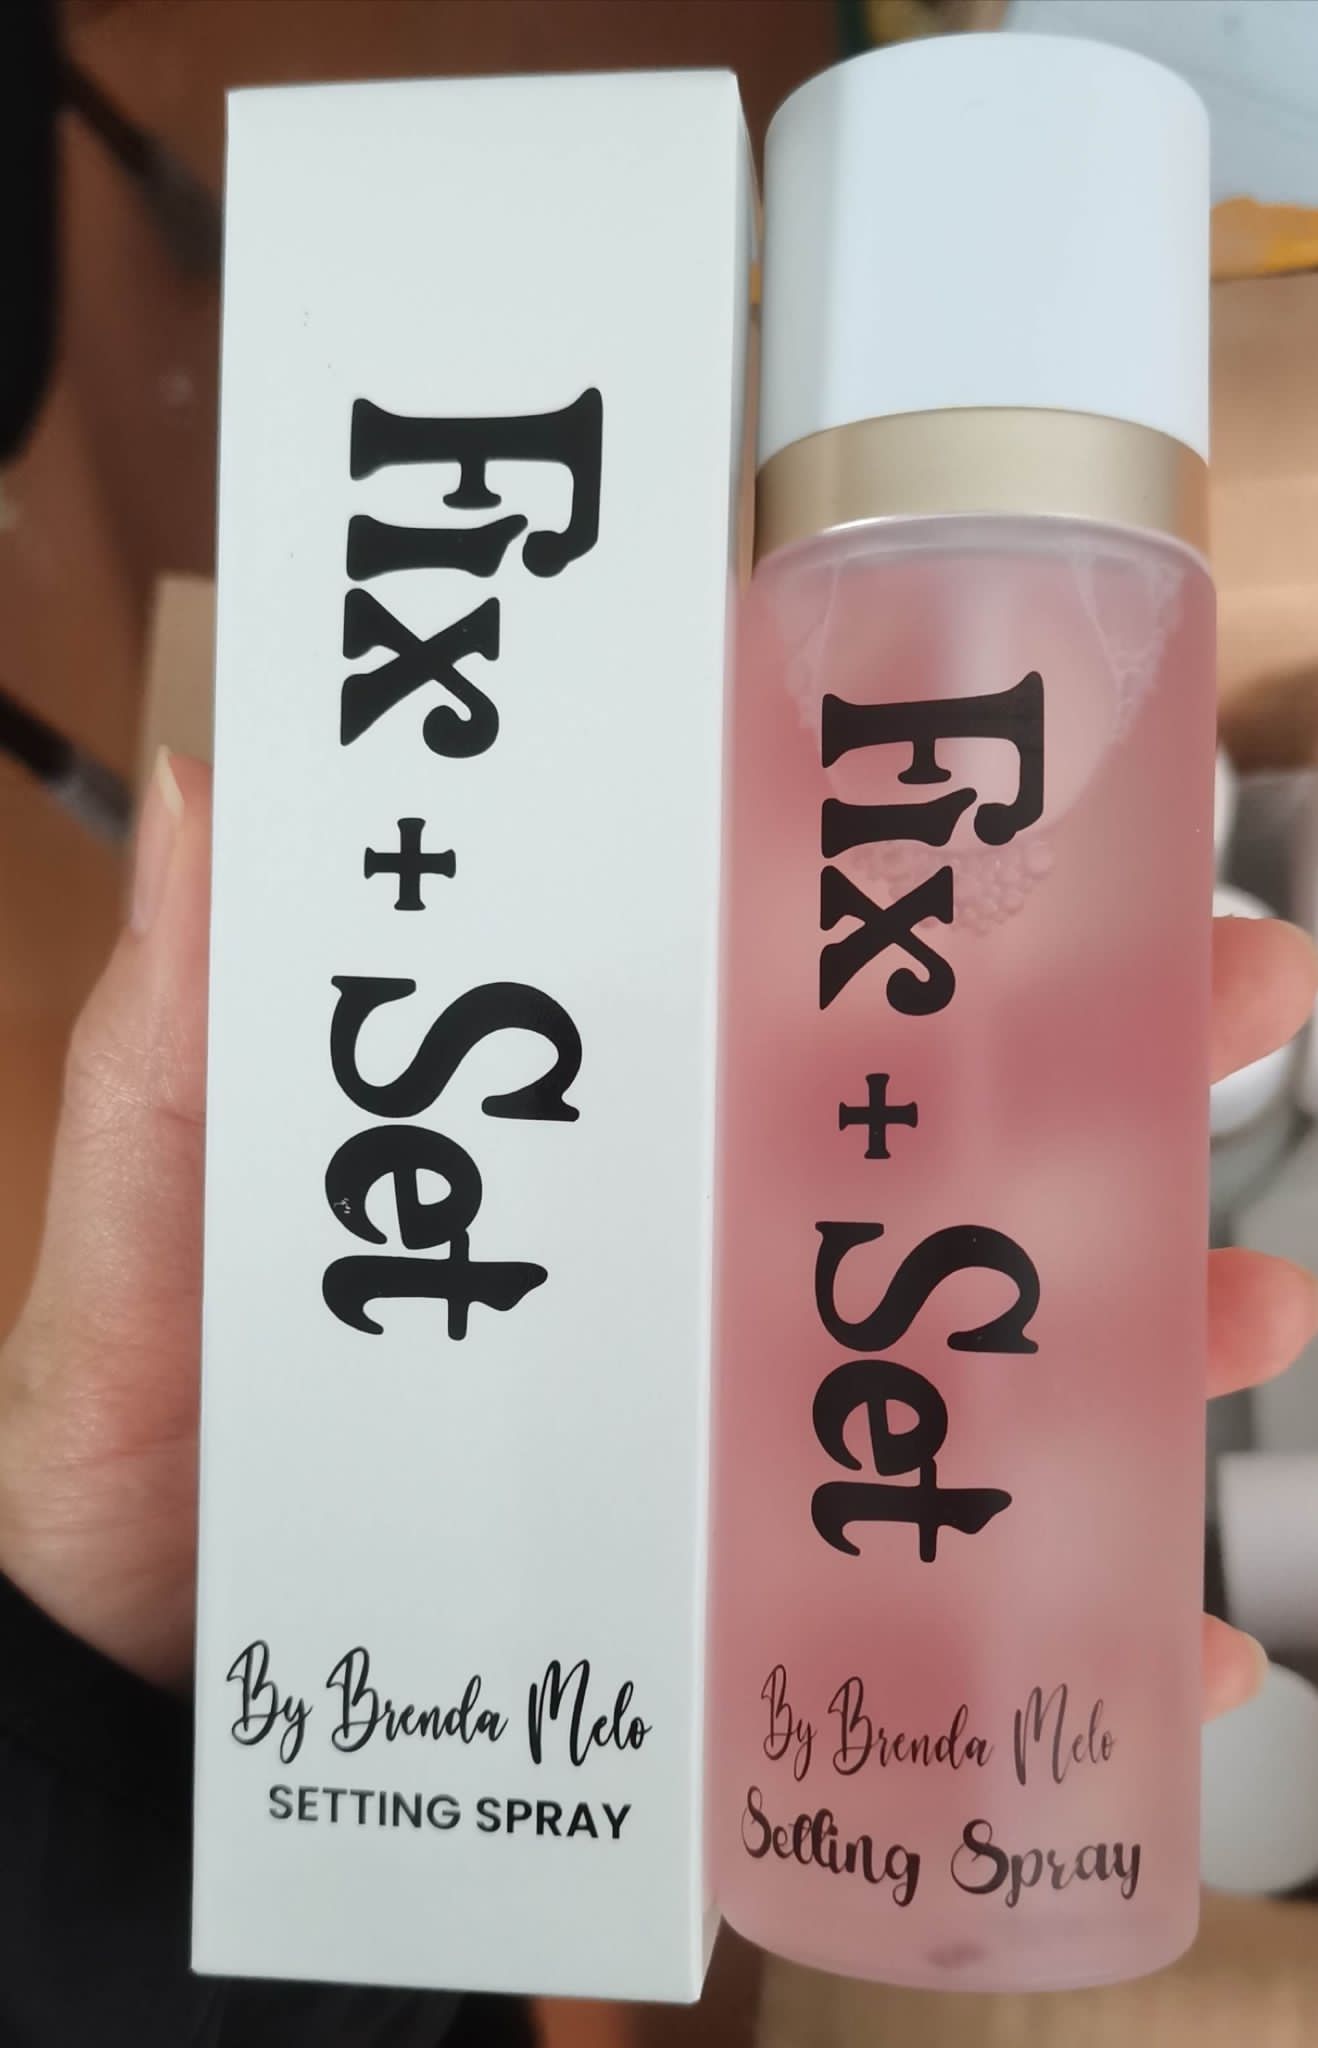 Fix + Set
By Brenda Melo
SETTING SPRAY
Fix + Set
By Brenda Melo
Setting Spray